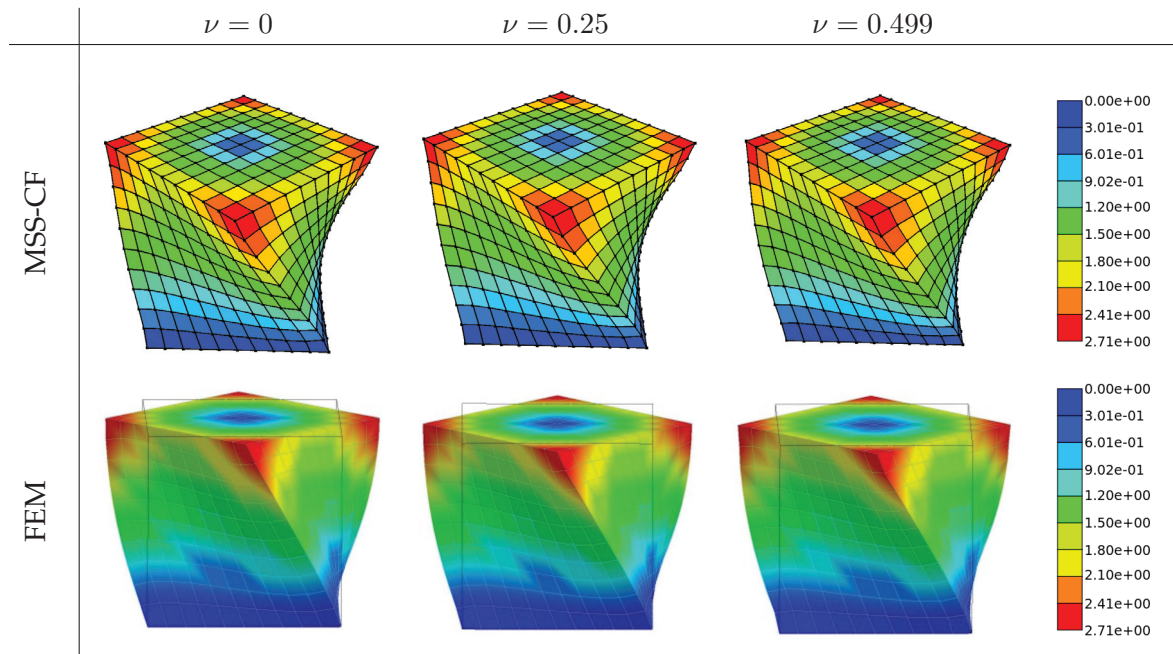 ν = 0
ν = 0.25
ν = 0.499
MSS-CF
0.00e+00
3.01e-01
6.01e-01
9.02e-01
1.20e+00
1.50e+00
1.80e+00
2.10e+00
2.41e+00
2.71e+00
FEM
0.00e+00
3.01e-01
6.01e-01
9.02e-01
1.20e+00
1.50e+00
1.80e+00
2.10e+00
2.41e+00
2.71e+00